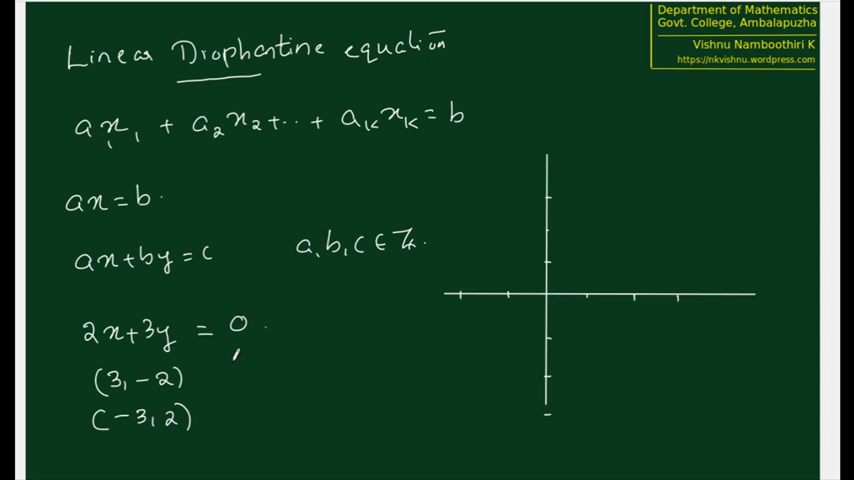 Department of Mathematics
Govt. College, Ambalapuzha
Vishnu Namboothiri K
https://nkvishnu.wordpress.com
Linear Diophantine equation
a₁x₁ + a₂x₂ + ·· + aₖxₖ = b
ax = b.
ax + by = c a, b, c ∈ ℤ.
2x + 3y = 0.
(3, −2)
(−3, 2)